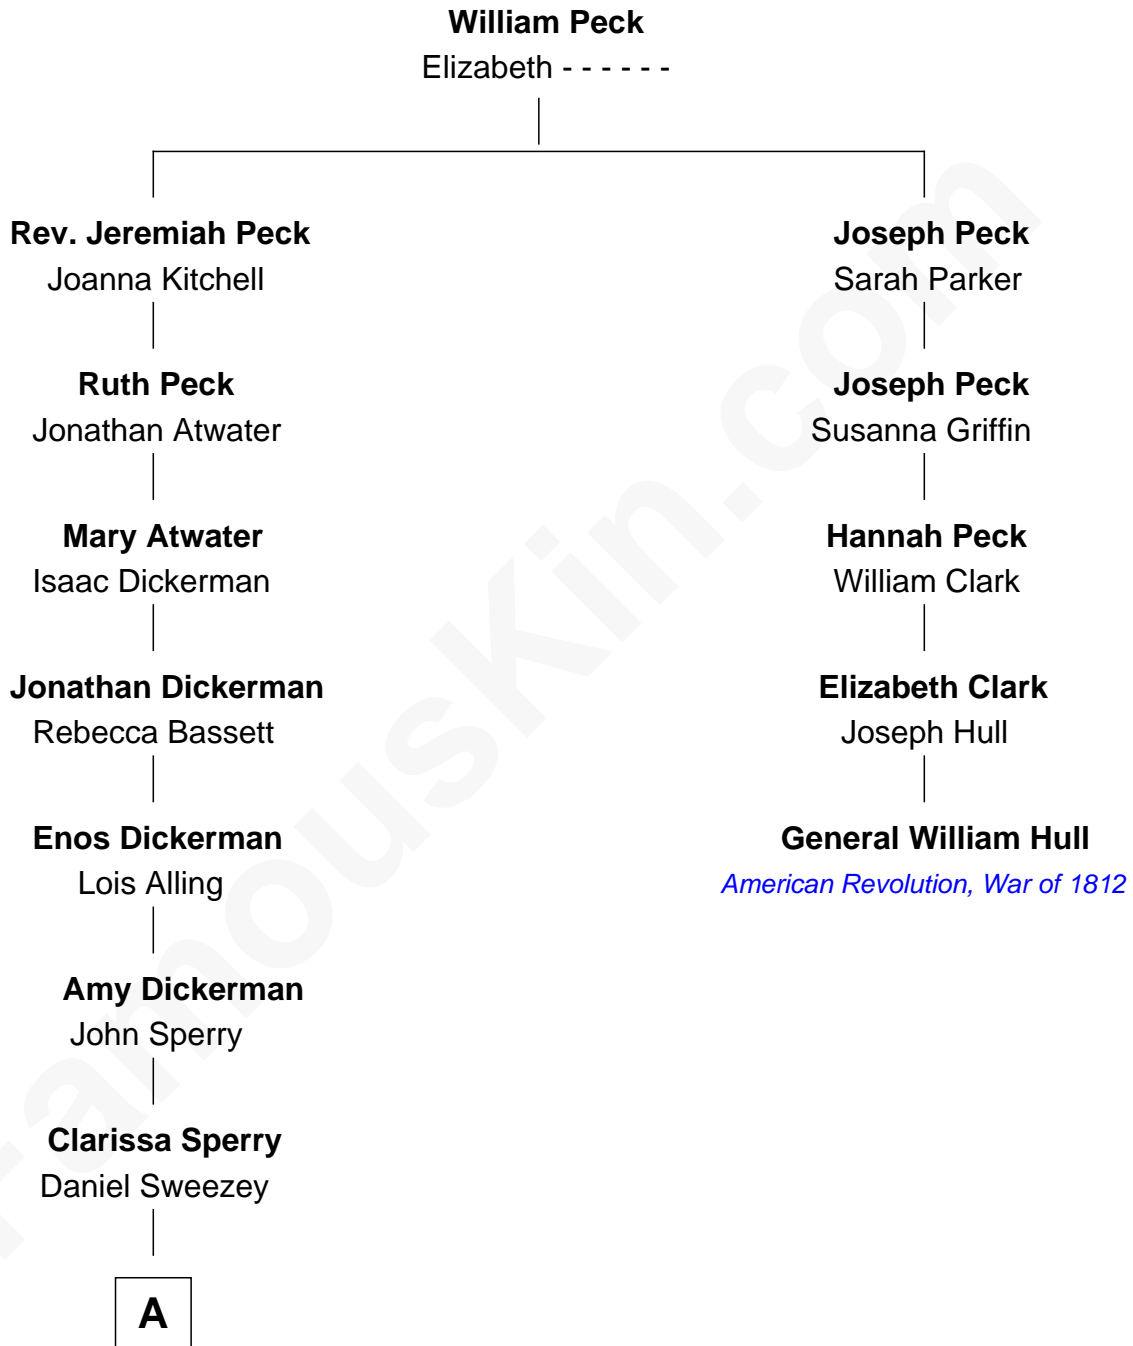 William Peck
Elizabeth - - - - - -
Rev. Jeremiah Peck
Joanna Kitchell
Joseph Peck
Sarah Parker
Ruth Peck
Jonathan Atwater
Joseph Peck
Susanna Griffin
Mary Atwater
Isaac Dickerman
Hannah Peck
William Clark
Jonathan Dickerman
Rebecca Bassett
Elizabeth Clark
Joseph Hull
Enos Dickerman
Lois Alling
General William Hull
American Revolution, War of 1812
Amy Dickerman
John Sperry
Clarissa Sperry
Daniel Sweezey
A
FamousKin.com